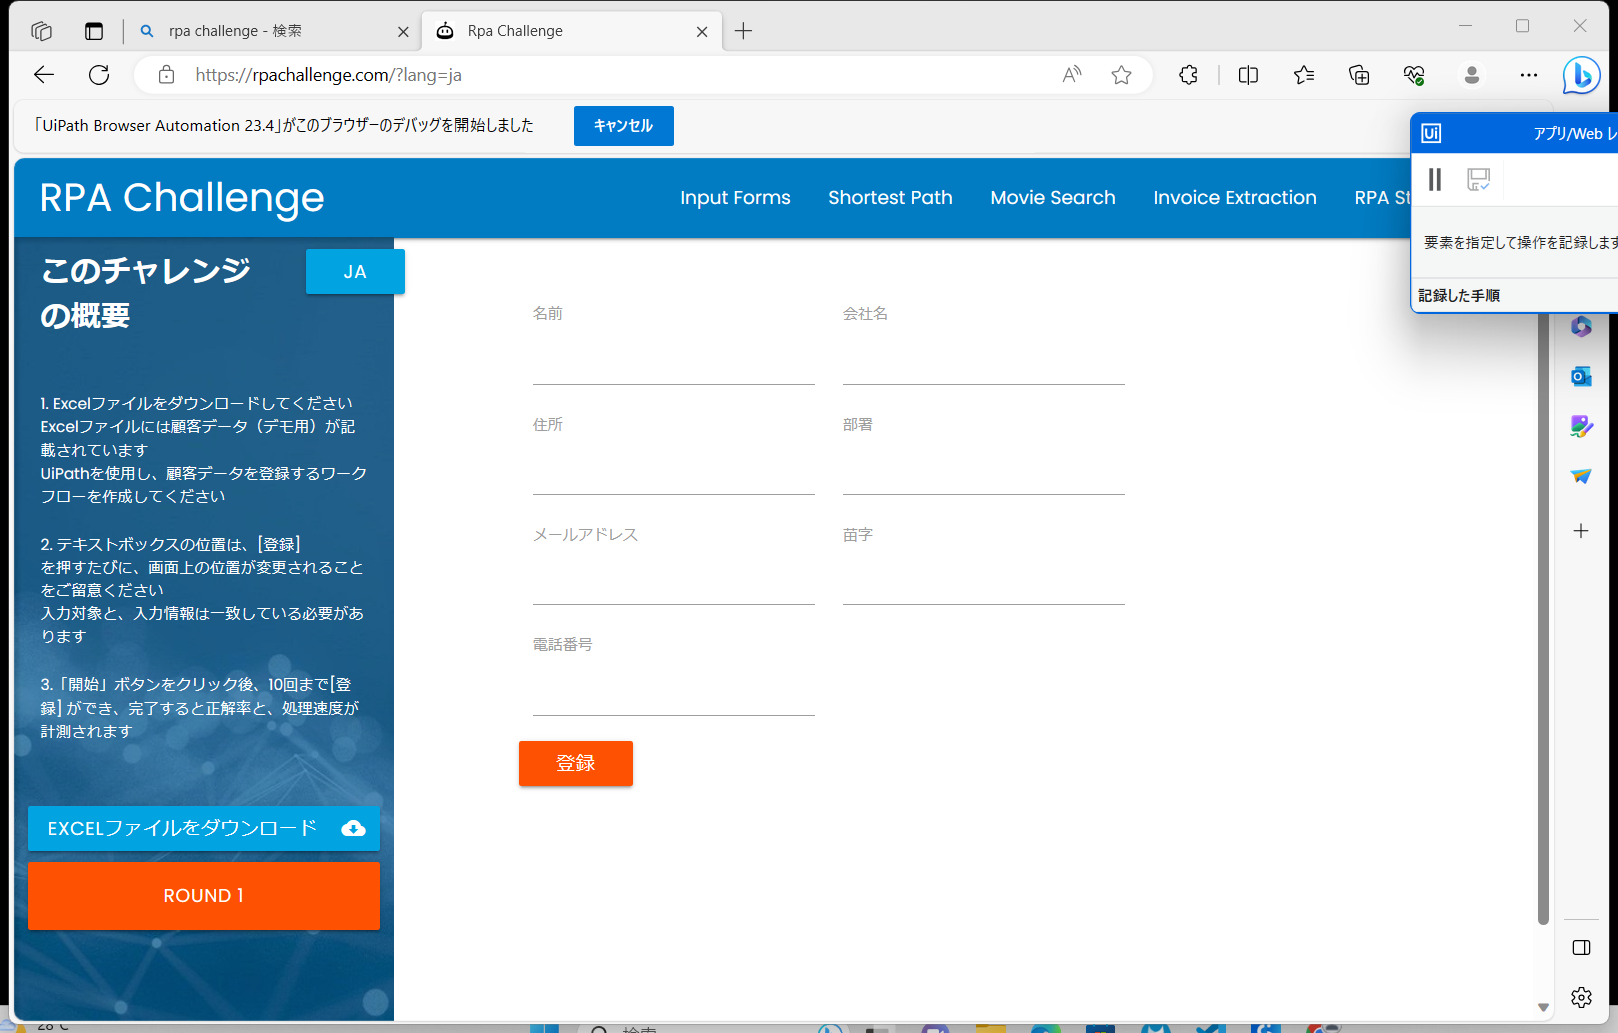 rpa challenge - 検索
Rpa Challenge
https://rpachallenge.com/?lang=ja
「UiPath Browser Automation 23.4」がこのブラウザーのデバッグを開始しました
キャンセル
Ui
アプリ/Web レ
要素を指定して操作を記録します
記録した手順
RPA Challenge
Input Forms
Shortest Path
Movie Search
Invoice Extraction
RPA St
このチャレンジ
の概要
JA
1. Excelファイルをダウンロードしてください
Excelファイルには顧客データ（デモ用）が記
載されています
UiPathを使用し、顧客データを登録するワーク
フローを作成してください
2. テキストボックスの位置は、[登録]
を押すたびに、画面上の位置が変更されること
をご留意ください
入力対象と、入力情報は一致している必要があ
ります
3.「開始」ボタンをクリック後、10回まで[登
録] ができ、完了すると正解率と、処理速度が
計測されます
EXCELファイルをダウンロード
ROUND 1
名前
会社名
住所
部署
メールアドレス
苗字
電話番号
登録
28°C
検索